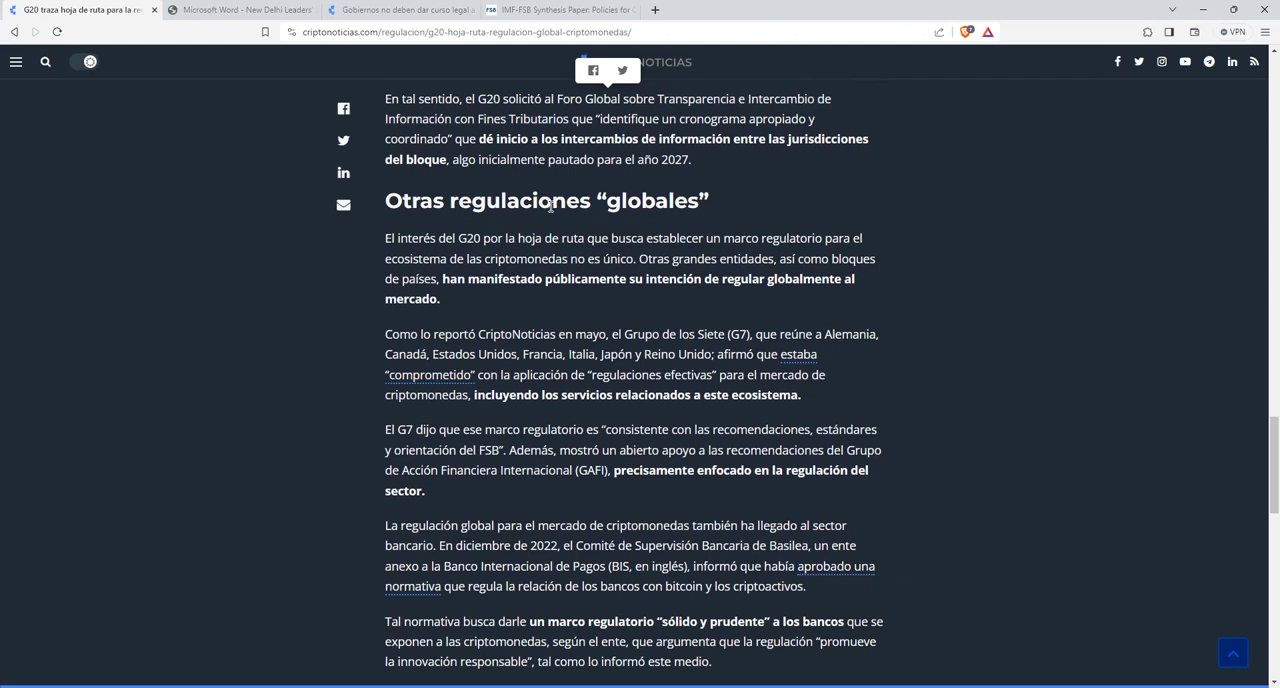 G20 traza hoja de ruta para la re
Microsoft Word - New Delhi Leaders'
Gobiernos no deben dar curso legal a
FSB IMF-FSB Synthesis Paper: Policies for C
criptonoticias.com/regulacion/g20-hoja-ruta-regulacion-global-criptomonedas/
VPN
NOTICIAS
En tal sentido, el G20 solicitó al Foro Global sobre Transparencia e Intercambio de
Información con Fines Tributarios que “identifique un cronograma apropiado y
coordinado” que dé inicio a los intercambios de información entre las jurisdicciones
del bloque, algo inicialmente pautado para el año 2027.
Otras regulaciones “globales”
El interés del G20 por la hoja de ruta que busca establecer un marco regulatorio para el
ecosistema de las criptomonedas no es único. Otras grandes entidades, así como bloques
de países, han manifestado públicamente su intención de regular globalmente al
mercado.
Como lo reportó CriptoNoticias en mayo, el Grupo de los Siete (G7), que reúne a Alemania,
Canadá, Estados Unidos, Francia, Italia, Japón y Reino Unido; afirmó que estaba
“comprometido” con la aplicación de “regulaciones efectivas” para el mercado de
criptomonedas, incluyendo los servicios relacionados a este ecosistema.
El G7 dijo que ese marco regulatorio es “consistente con las recomendaciones, estándares
y orientación del FSB”. Además, mostró un abierto apoyo a las recomendaciones del Grupo
de Acción Financiera Internacional (GAFI), precisamente enfocado en la regulación del
sector.
La regulación global para el mercado de criptomonedas también ha llegado al sector
bancario. En diciembre de 2022, el Comité de Supervisión Bancaria de Basilea, un ente
anexo a la Banco Internacional de Pagos (BIS, en inglés), informó que había aprobado una
normativa que regula la relación de los bancos con bitcoin y los criptoactivos.
Tal normativa busca darle un marco regulatorio “sólido y prudente” a los bancos que se
exponen a las criptomonedas, según el ente, que argumenta que la regulación “promueve
la innovación responsable”, tal como lo informó este medio.